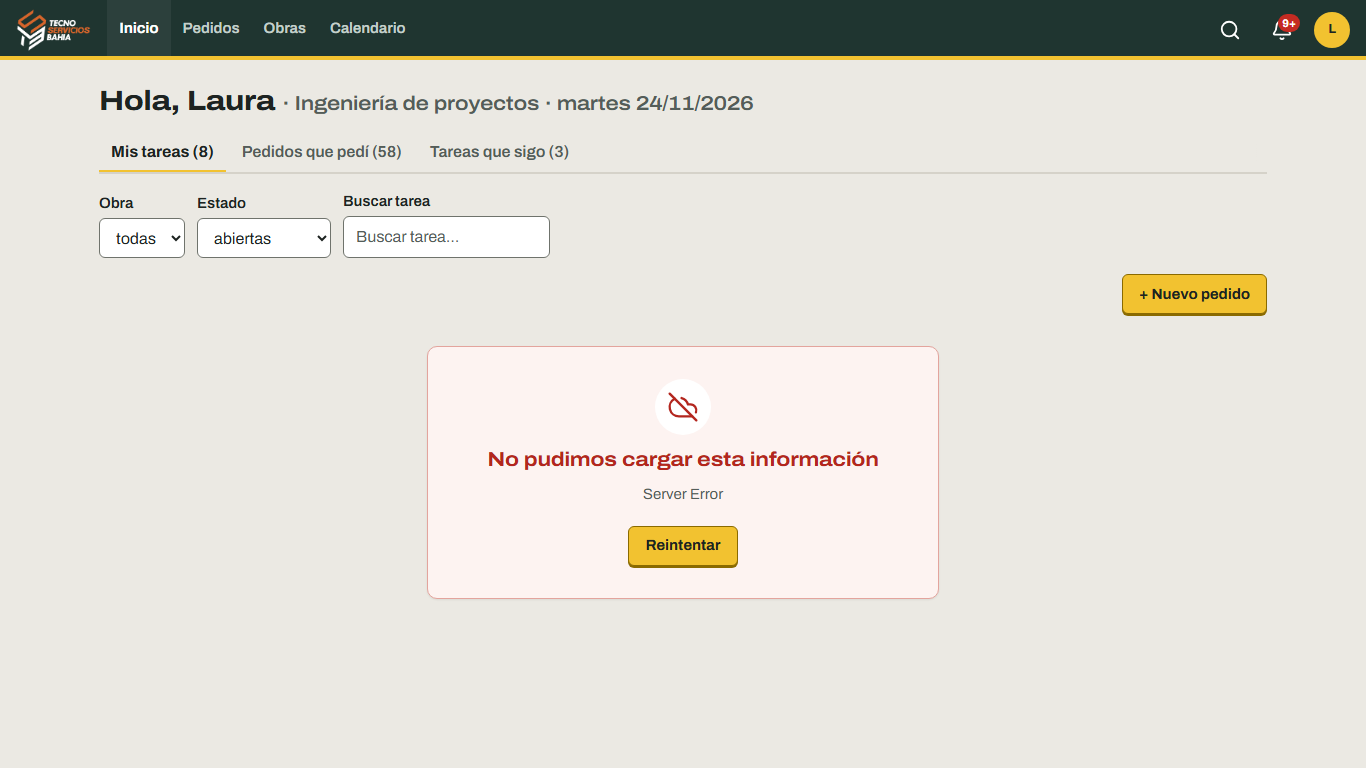 TECNO
SERVICIOS
BAHIA
Inicio Pedidos Obras Calendario
9+
L
Hola, Laura · Ingeniería de proyectos · martes 24/11/2026
Mis tareas (8) Pedidos que pedí (58) Tareas que sigo (3)
Obra Estado Buscar tarea
todas abiertas Buscar tarea...
+ Nuevo pedido
No pudimos cargar esta información
Server Error
Reintentar